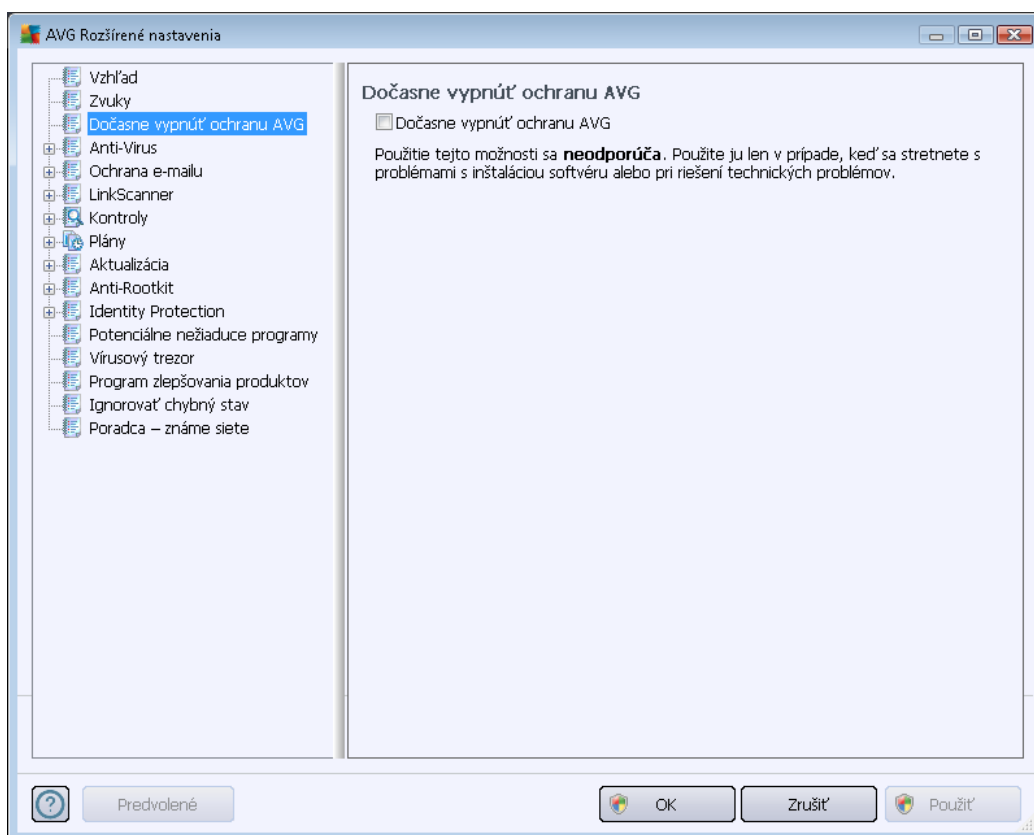 AVG Rozšírené nastavenia
Vzhľad
Zvuky
Dočasne vypnúť ochranu AVG
Anti-Virus
Ochrana e-mailu
LinkScanner
Kontroly
Plány
Aktualizácia
Anti-Rootkit
Identity Protection
Potenciálne nežiaduce programy
Vírusový trezor
Program zlepšovania produktov
Ignorovať chybný stav
Poradca – známe siete
Dočasne vypnúť ochranu AVG
Dočasne vypnúť ochranu AVG
Použitie tejto možnosti sa neodporúča. Použite ju len v prípade, keď sa stretnete s
problémami s inštaláciou softvéru alebo pri riešení technických problémov.
Predvolené
OK
Zrušiť
Použiť